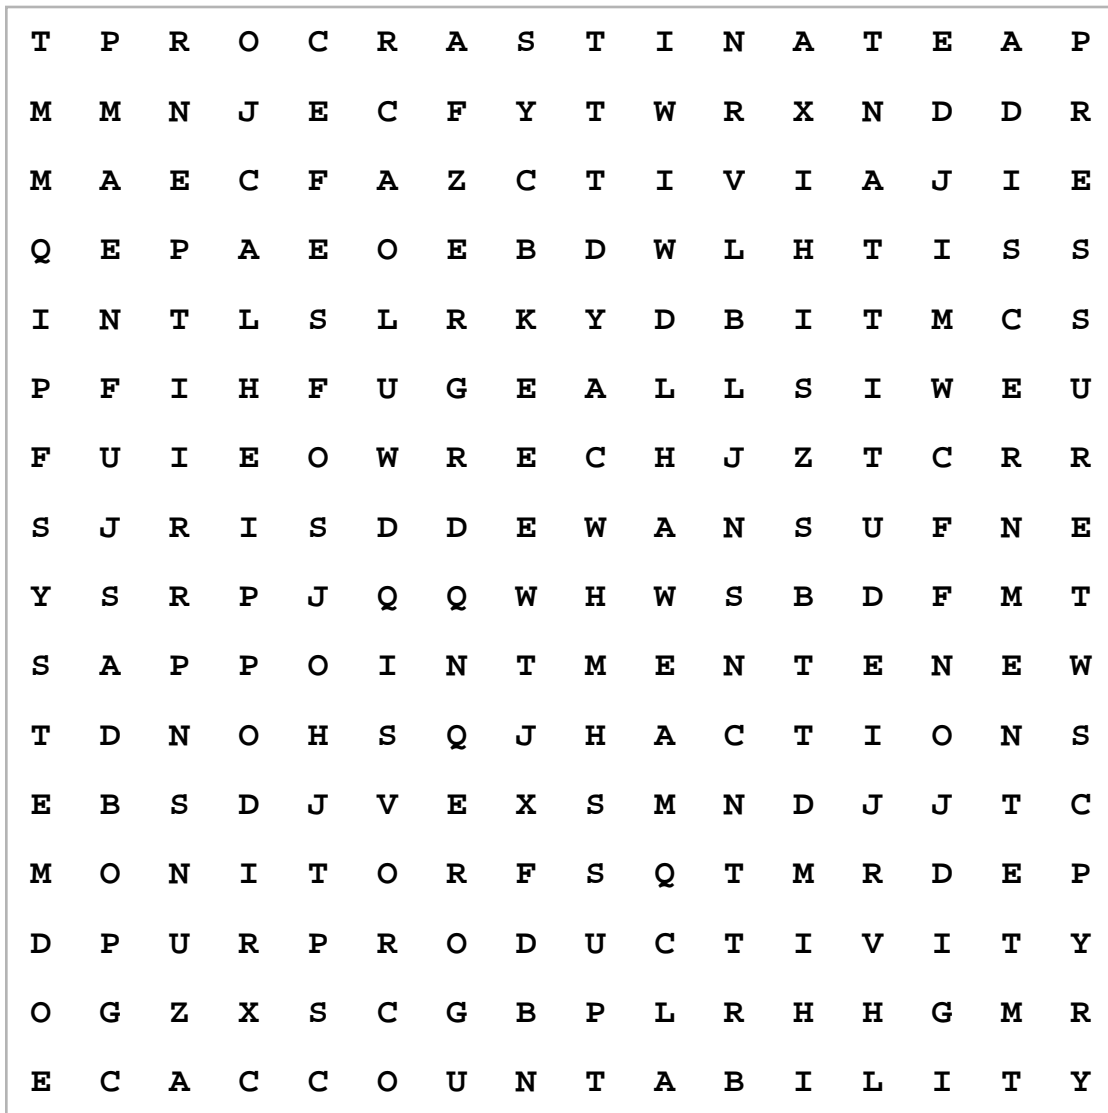 T P R O C R A S T I N A T E A P
M M N J E C F Y T W R X N D D R
M A E C F A Z C T I V I A J I E
Q E P A E O E B D W L H T I S S
I N T L S L R K Y D B I T M C S
P F I H F U G E A L L S I W E U
F U I E O W R E C H J Z T C R R
S J R I S D D E W A N S U F N E
Y S R P J Q Q W H W S B D F M T
S A P P O I N T M E N T E N E W
T D N O H S Q J H A C T I O N S
E B S D J V E X S M N D J J T C
M O N I T O R F S Q T M R D E P
D P U R P R O D U C T I V I T Y
O G Z X S C G B P L R H H G M R
E C A C C O U N T A B I L I T Y